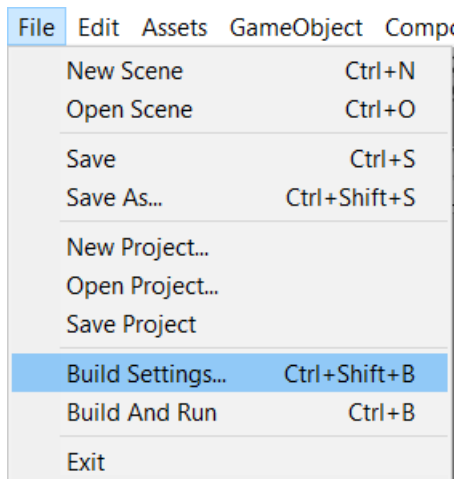 File Edit Assets GameObject
New Scene Ctrl+N
Open Scene Ctrl+O
Save Ctrl+S
Save As... Ctrl+Shift+S
New Project...
Open Project...
Save Project
Build Settings... Ctrl+Shift+B
Build And Run Ctrl+B
Exit